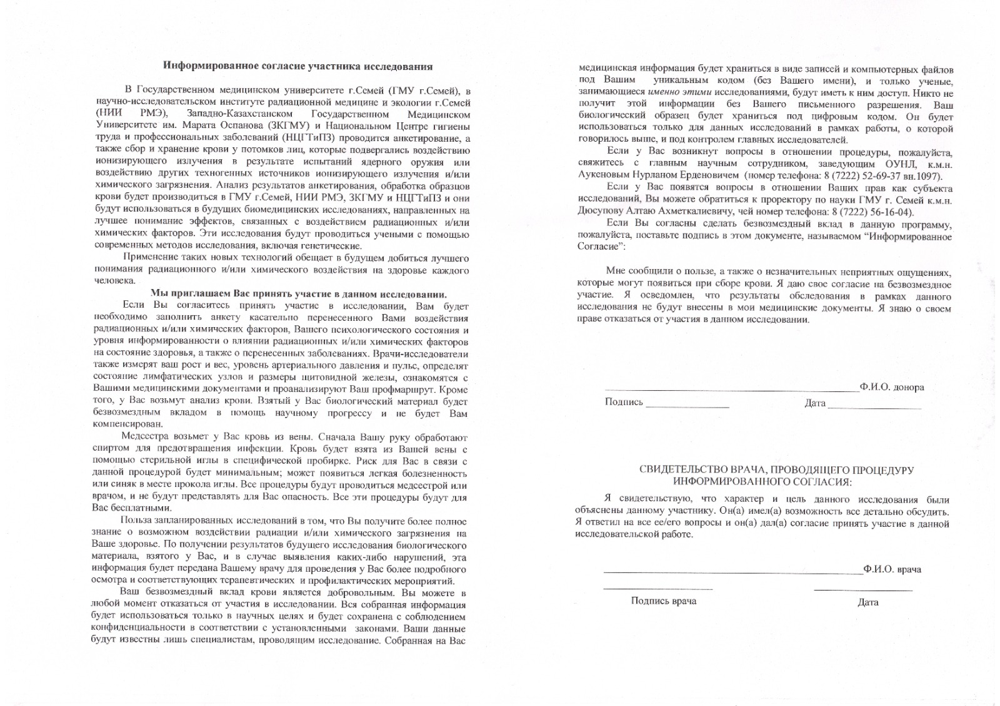 Информированное согласие участника исследования
В Государственном медицинском университете г.Семей (ГМУ г.Семей), в
научно-исследовательском институте радиационной медицине и экологии г.Семей
(НИИ РМЭ), Западно-Казахстанском Государственном Медицинском
Университете им. Марата Оспанова (ЗКГМУ) и Национальном Центре гигиены
труда и профессиональных заболеваний (НЦГТиПЗ) проводится анкетирование, а
также сбор и хранение крови у потомков лиц, которые подвергались воздействию
ионизирующего излучения в результате испытаний ядерного оружия или
воздействию других техногенных источников ионизирующего излучения и/или
химического загрязнения. Анализ результатов анкетирования, обработка образцов
крови будет производиться в ГМУ г.Семей, НИИ РМЭ, ЗКГМУ и НЦГТиПЗ и они
будут использоваться в будущих биомедицинских исследованиях, направленных на
лучшее понимание эффектов, связанных с воздействием радиационных и/или
химических факторов. Эти исследования будут проводиться учеными с помощью
современных методов исследования, включая генетические.
Применение таких новых технологий обещает в будущем добиться лучшего
понимания радиационного и/или химического воздействия на здоровье каждого
человека.
Мы приглашаем Вас принять участие в данном исследовании.
Если Вы согласитесь принять участие в исследовании, Вам будет
необходимо заполнить анкету касательно перенесенного Вами воздействия
радиационных и/или химических факторов, Вашего психологического состояния и
уровня информированности о влиянии радиационных и/или химических факторов
на состояние здоровья, а также о перенесенных заболеваниях. Врачи-исследователи
также измерят ваш рост и вес, уровень артериального давления и пульс, определят
состояние лимфатических узлов и размеры щитовидной железы, ознакомятся с
Вашими медицинскими документами и проанализируют Ваш профмаршрут. Кроме
того, у Вас возьмут анализ крови. Взятый у Вас биологический материал будет
безвозмездным вкладом в помощь научному прогрессу и не будет Вам
компенсирован.
Медсестра возьмет у Вас кровь из вены. Сначала Вашу руку обработают
спиртом для предотвращения инфекции. Кровь будет взята из Вашей вены с
помощью стерильной иглы в специфической пробирке. Риск для Вас в связи с
данной процедурой будет минимальным; может появиться легкая болезненность
или синяк в месте прокола иглы. Все процедуры будут проводиться медсестрой или
врачом, и не будут представлять для Вас опасность. Все эти процедуры будут для
Вас бесплатными.
Польза запланированных исследований в том, что Вы получите более полное
знание о возможном воздействии радиации и/или химического загрязнения на
Ваше здоровье. По получении результатов будущего исследования биологического
материала, взятого у Вас, и в случае выявления каких-либо нарушений, эта
информация будет передана Вашему врачу для проведения у Вас более подробного
осмотра и соответствующих терапевтических и профилактических мероприятий.
Ваш безвозмездный вклад крови является добровольным. Вы можете в
любой момент отказаться от участия в исследовании. Вся собранная информация
будет использоваться только в научных целях и будет сохранена с соблюдением
конфиденциальности в соответствии с установленными законами. Ваши данные
будут известны лишь специалистам, проводящим исследование. Собранная на Вас
медицинская информация будет храниться в виде записей и компьютерных файлов
под Вашим уникальным кодом (без Вашего имени), и только ученые,
занимающиеся именно этими исследованиями, будут иметь к ним доступ. Никто не
получит этой информации без Вашего письменного разрешения. Ваш
биологический образец будет храниться под цифровым кодом. Он будет
использоваться только для данных исследований в рамках работы, о которой
говорилось выше, и под контролем главных исследователей.
Если у Вас возникнут вопросы в отношении процедуры, пожалуйста,
свяжитесь с главным научным сотрудником, заведующим ОУНЛ, к.м.н.
Аукеновым Нурланом Ерденовичем (номер телефона: 8 (7222) 52-69-37 вн.1097).
Если у Вас появятся вопросы в отношении Ваших прав как субъекта
исследований, Вы можете обратиться к проректору по науки ГМУ г. Семей к.м.н.
Дюсупову Алтаю Ахметкалиевичу, чей номер телефона: 8 (7222) 56-16-04).
Если Вы согласны сделать безвозмездный вклад в данную программу,
пожалуйста, поставьте подпись в этом документе, называемом “Информированное
Согласие”:
Мне сообщили о пользе, а также о незначительных неприятных ощущениях,
которые могут появиться при сборе крови. Я даю свое согласие на безвозмездное
участие. Я осведомлен, что результаты обследования в рамках данного
исследования не будут внесены в мои медицинские документы. Я знаю о своем
праве отказаться от участия в данном исследовании.
Ф.И.О. донора
Подпись Дата
СВИДЕТЕЛЬСТВО ВРАЧА, ПРОВОДЯЩЕГО ПРОЦЕДУРУ
ИНФОРМИРОВАННОГО СОГЛАСИЯ:
Я свидетельствую, что характер и цель данного исследования были
объяснены данному участнику. Он(а) имел(а) возможность все детально обсудить.
Я ответил на все ее/его вопросы и он(а) дал(а) согласие принять участие в данной
исследовательской работе.
Ф.И.О. врача
Подпись врача Дата